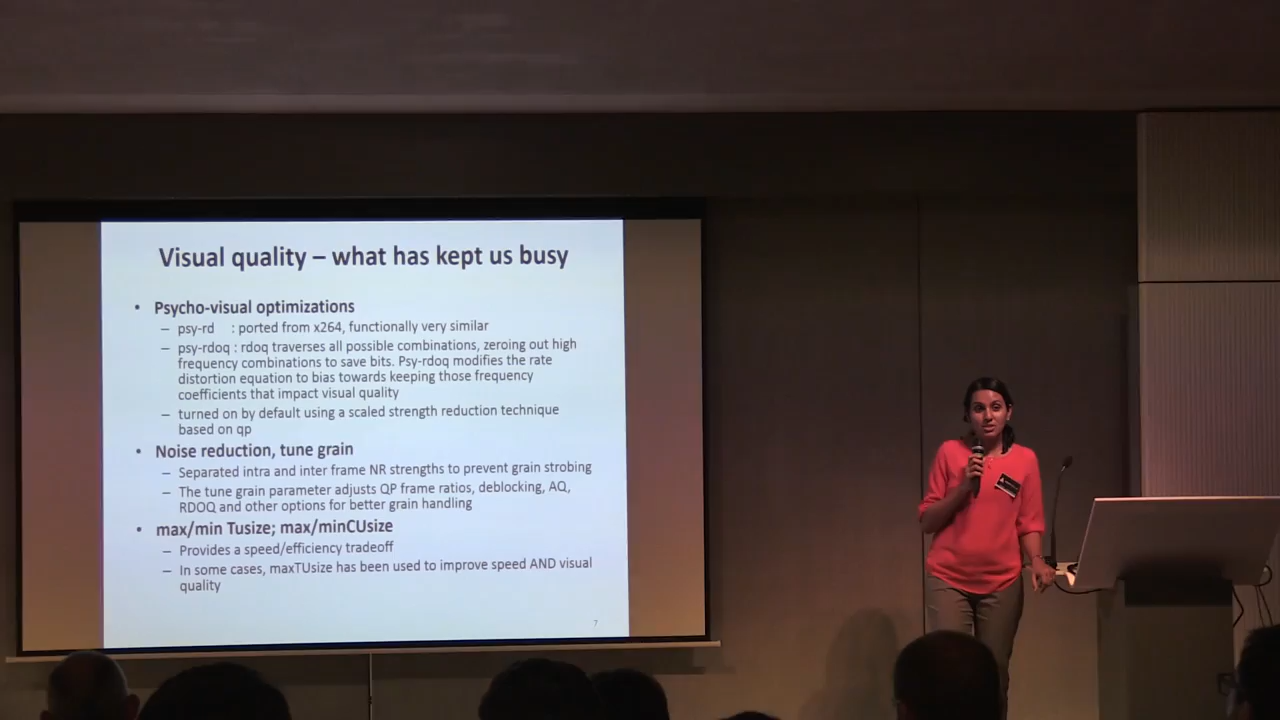 Visual quality – what has kept us busy
• Psycho-visual optimizations
– psy-rd : ported from x264, functionally very similar
– psy-rdoq : rdoq traverses all possible combinations, zeroing out high
frequency combinations to save bits. Psy-rdoq modifies the rate
distortion equation to bias towards keeping those frequency
coefficients that impact visual quality
– turned on by default using a scaled strength reduction technique
based on qp
• Noise reduction, tune grain
– Separated intra and inter frame NR strengths to prevent grain strobing
– The tune grain parameter adjusts QP frame ratios, deblocking, AQ,
RDOQ and other options for better grain handling
• max/min Tusize; max/minCUsize
– Provides a speed/efficiency tradeoff
– In some cases, maxTUsize has been used to improve speed AND visual
quality
7